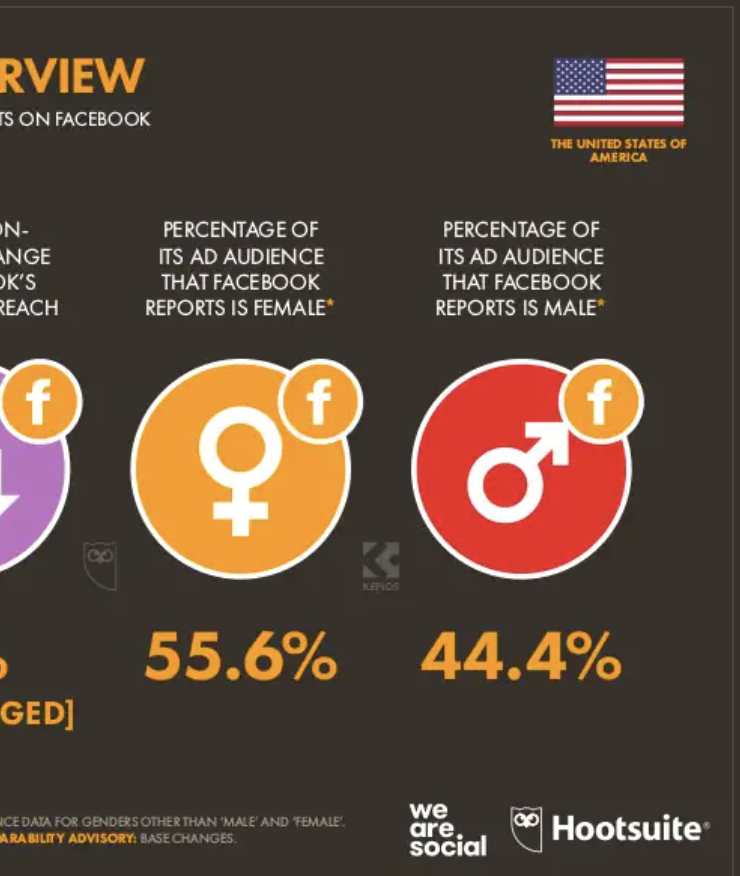 RVIEW
TS ON FACEBOOK
THE UNITED STATES OF
AMERICA
ON-
ANGE
OK'S
REACH
PERCENTAGE OF
ITS AD AUDIENCE
THAT FACEBOOK
REPORTS IS FEMALE*
PERCENTAGE OF
ITS AD AUDIENCE
THAT FACEBOOK
REPORTS IS MALE*
f
f
f
KEPIOS
%
GED]
55.6%
44.4%
NCE DATA FOR GENDERS OTHER THAN 'MALE' AND 'FEMALE'.
ARABILITY ADVISORY: BASE CHANGES.
we
are
social
Hootsuite®